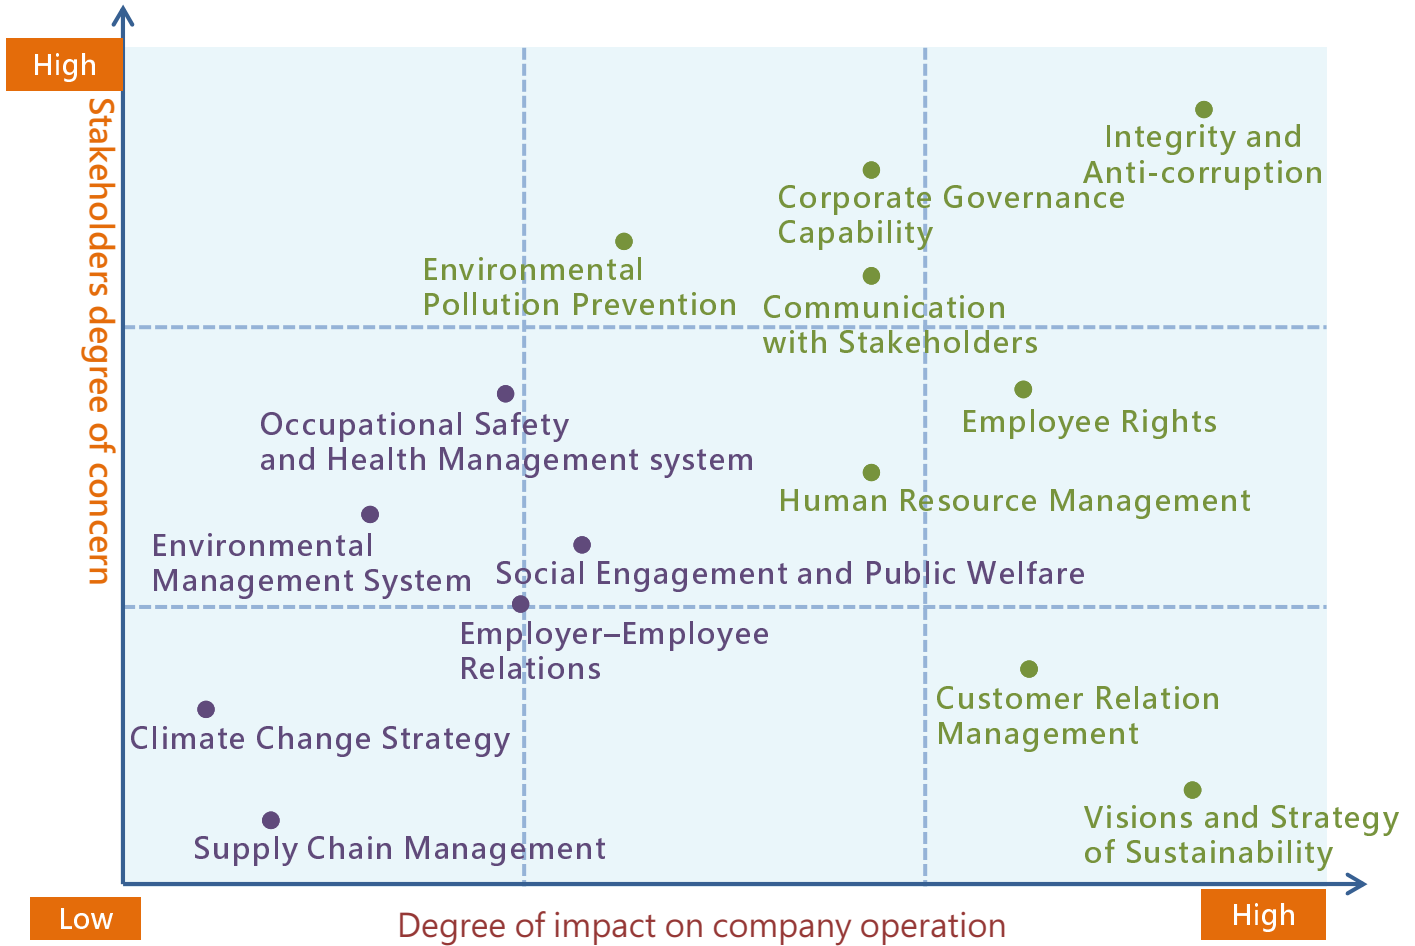 High
Stakeholders degree of concern
Integrity and
Anti-corruption
Corporate Governance
Capability
Environmental
Pollution Prevention
Communication
with Stakeholders
Occupational Safety
and Health Management system
Employee Rights
Human Resource Management
Environmental
Management System
Social Engagement and Public Welfare
Employer–Employee
Relations
Customer Relation
Management
Climate Change Strategy
Visions and Strategy
of Sustainability
Supply Chain Management
Low
Degree of impact on company operation
High